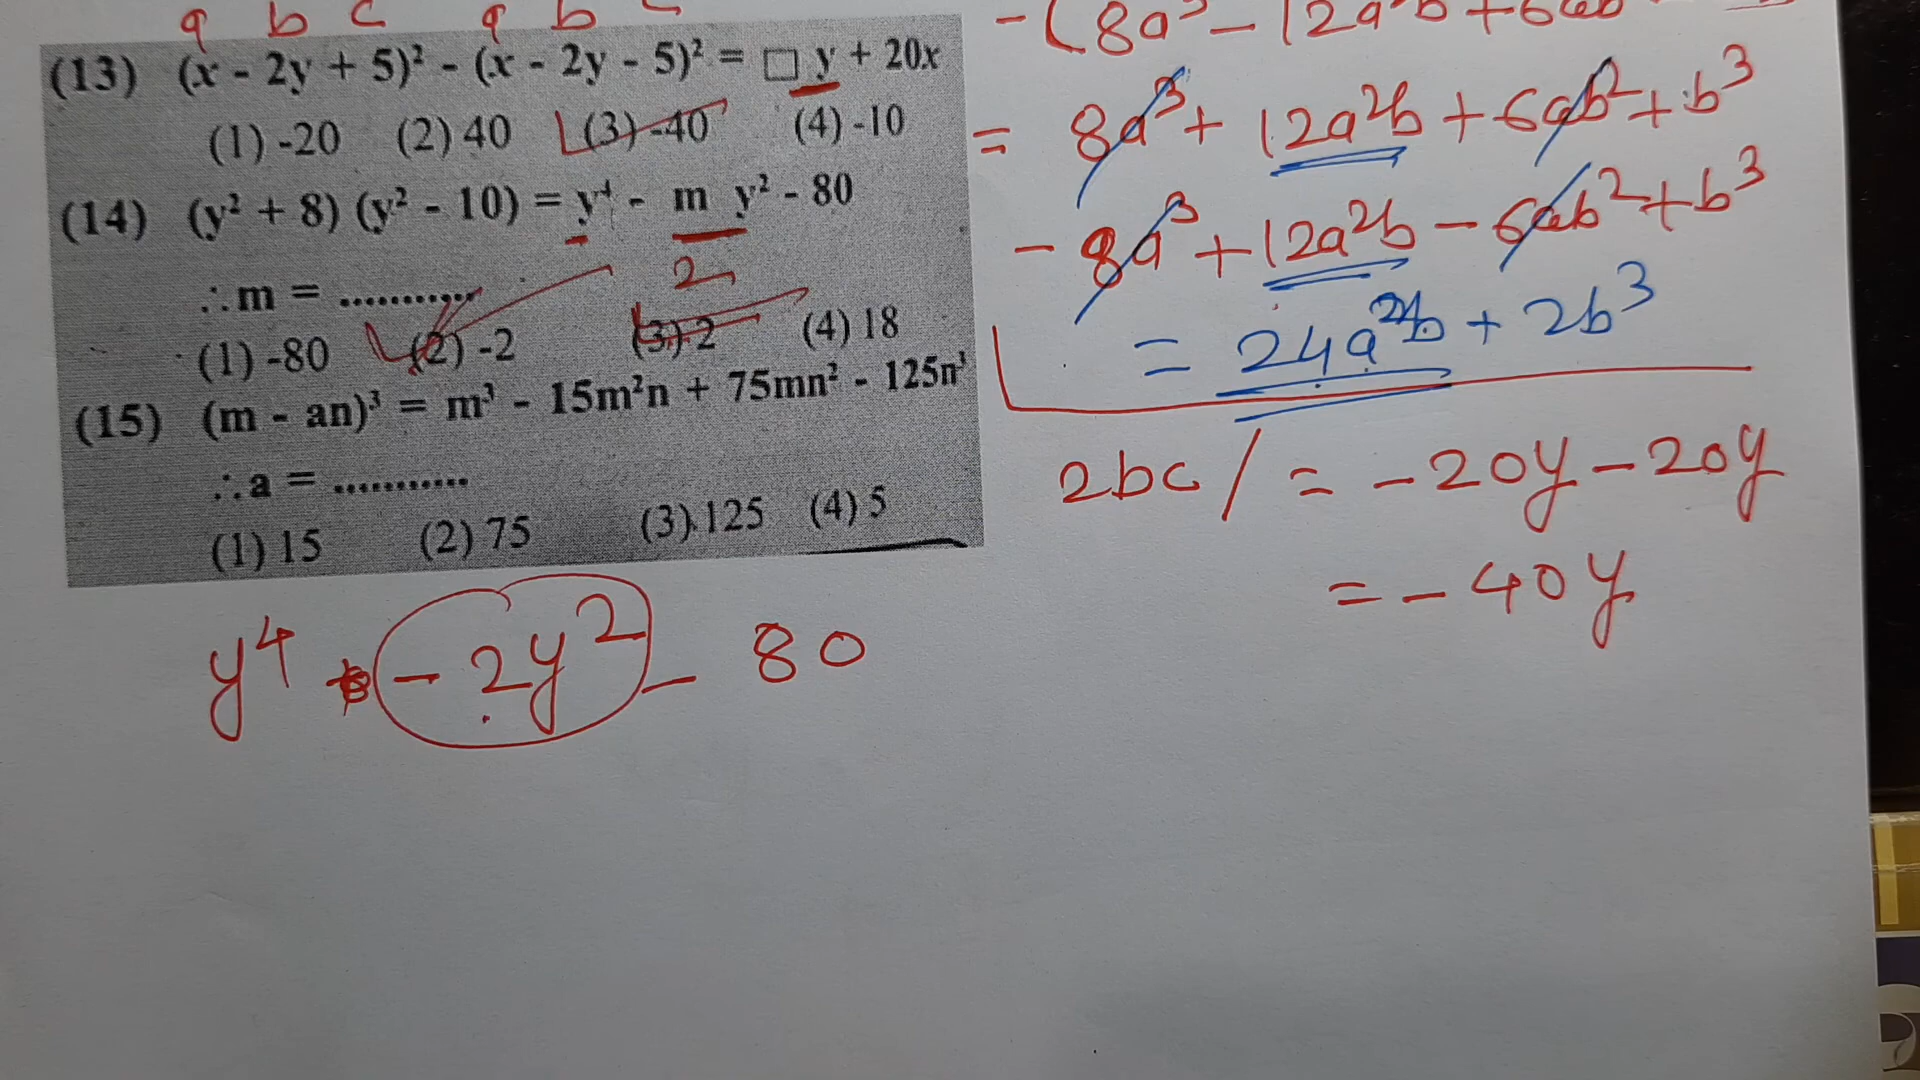 a b c a b c
(13) (x - 2y + 5)² - (x - 2y - 5)² = □ y + 20x
(1) -20 (2) 40 (3) -40 (4) -10
(14) (y² + 8) (y² - 10) = y⁴ - m y² - 80
2
∴ m = ...........
(1) -80 (2) -2 (3) 2 (4) 18
(15) (m - an)³ = m³ - 15m²n + 75mn² - 125n³
∴ a = ...........
(1) 15 (2) 75 (3) 125 (4) 5
y⁴ - 2y² - 80
- (8a³ - 12a²b + 6ab
= 8a³ + 12a²b + 6ab² + b³
- 8a³ + 12a²b - 6ab² + b³
= 24a²b + 2b³
2bc / = -20y - 20y
= - 40y